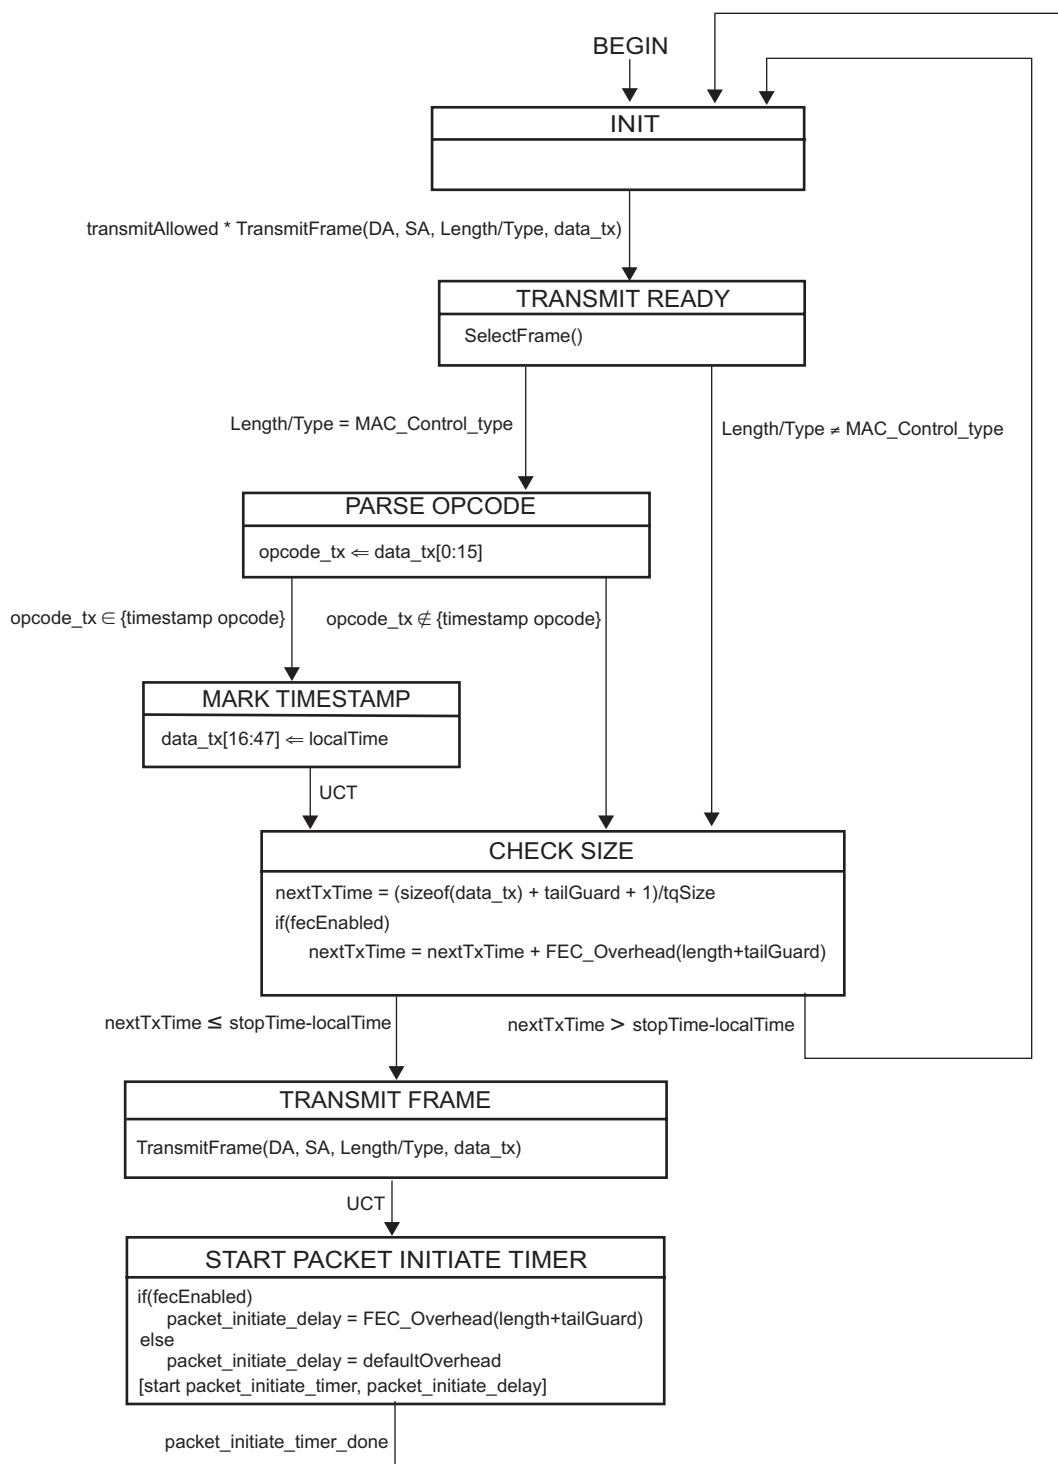 BEGIN
INIT
transmitAllowed * TransmitFrame(DA, SA, Length/Type, data_tx)
TRANSMIT READY
SelectFrame()
Length/Type = MAC_Control_type
Length/Type ≠ MAC_Control_type
PARSE OPCODE
opcode_tx ⇐ data_tx[0:15]
opcode_tx ∈ {timestamp opcode}
opcode_tx ∉ {timestamp opcode}
MARK TIMESTAMP
data_tx[16:47] ⇐ localTime
UCT
CHECK SIZE
nextTxTime = (sizeof(data_tx) + tailGuard + 1)/tqSize
if(fecEnabled)
nextTxTime = nextTxTime + FEC_Overhead(length+tailGuard)
nextTxTime ≤ stopTime-localTime
nextTxTime > stopTime-localTime
TRANSMIT FRAME
TransmitFrame(DA, SA, Length/Type, data_tx)
UCT
START PACKET INITIATE TIMER
if(fecEnabled)
packet_initiate_delay = FEC_Overhead(length+tailGuard)
else
packet_initiate_delay = defaultOverhead
[start packet_initiate_timer, packet_initiate_delay]
packet_initiate_timer_done